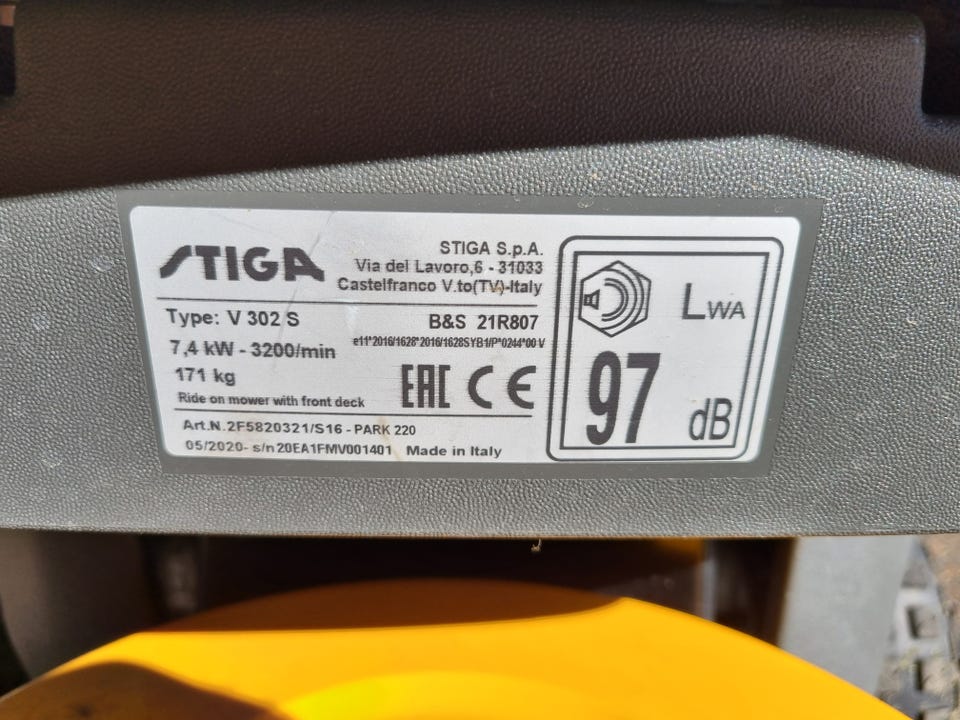 STIGA
STIGA S.p.A.
Via del Lavoro,6 - 31033
Castelfranco V.to(TV)-Italy
Type: V 302 S
B&S 21R807
7,4 kW - 3200/min
e11*2016/1628*2016/1628SYB1/P*0244*00 V
171 kg
Ride on mower with front deck
EAC CE
Art.N.2F5820321/S16 - PARK 220
05/2020- s/n 20EA1FMV001401 Made in Italy
LWA
97 dB